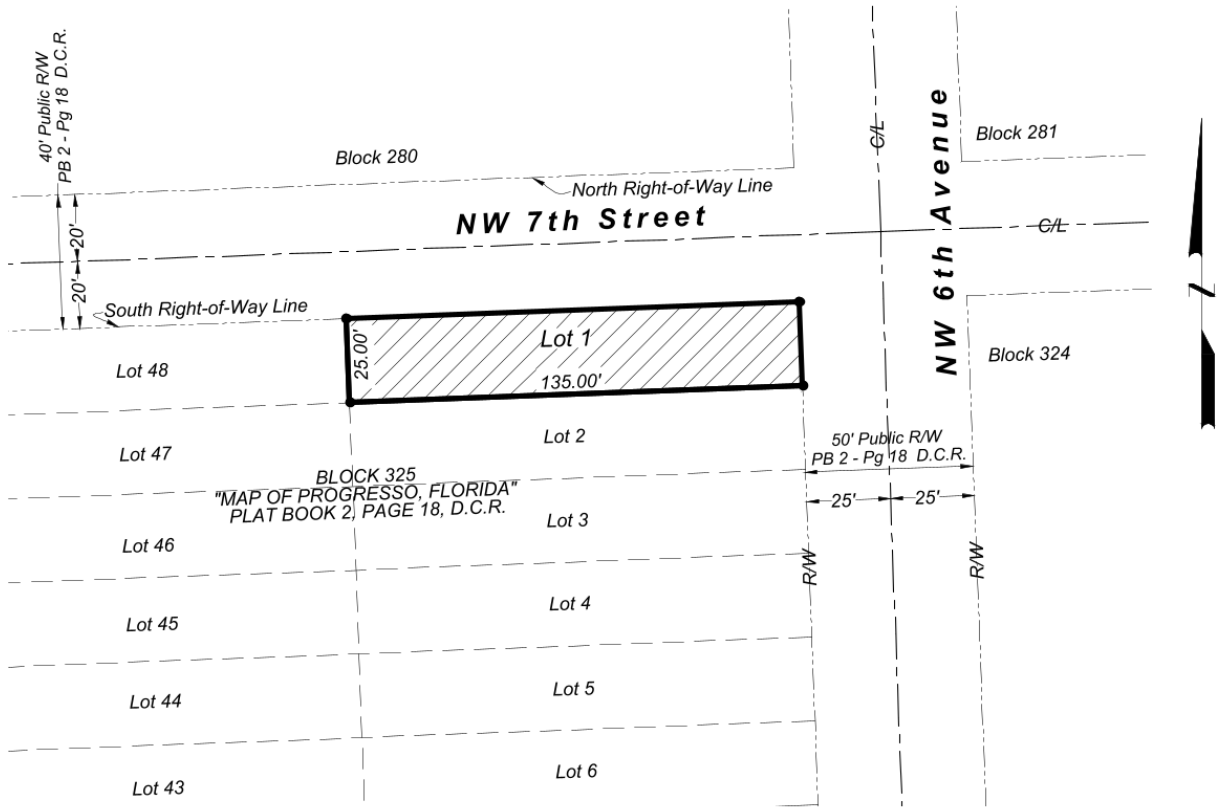 40' Public R/W
PB 2 - Pg 18 D.C.R.
Block 280
C/L
NW 6th Avenue
Block 281
North Right-of-Way Line
NW 7th Street
C/L
20'
20'
South Right-of-Way Line
N
Lot 48
25.00'
Lot 1
135.00'
Block 324
Lot 47
Lot 2
50' Public R/W
PB 2 - Pg 18 D.C.R.
BLOCK 325
"MAP OF PROGRESSO, FLORIDA"
PLAT BOOK 2, PAGE 18, D.C.R.
25'
25'
Lot 46
Lot 3
R/W
R/W
Lot 45
Lot 4
Lot 44
Lot 5
Lot 43
Lot 6